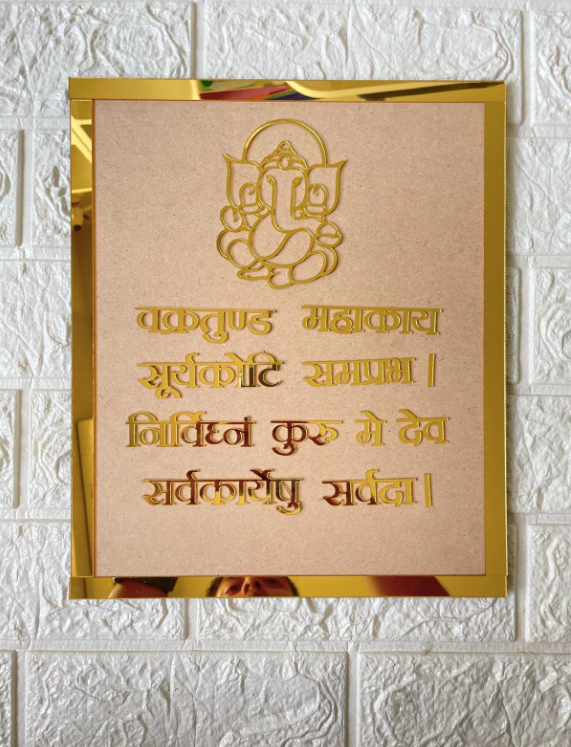 वक्रतुण्ड महाकाय
सूर्यकोटि समप्रभ।
निर्विघ्नं कुरु मे देव
सर्वकार्येषु सर्वदा।